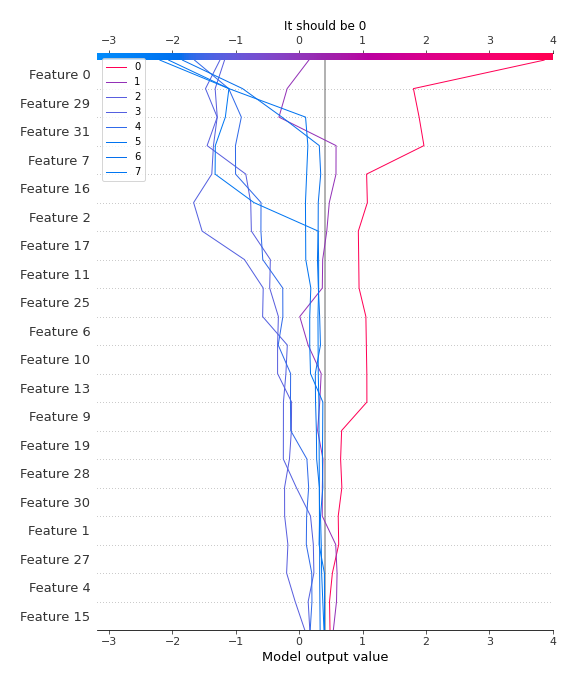 It should be 0
−3 −2 −1 0 1 2 3 4
0
1
2
3
4
5
6
7
Feature 0
Feature 29
Feature 31
Feature 7
Feature 16
Feature 2
Feature 17
Feature 11
Feature 25
Feature 6
Feature 10
Feature 13
Feature 9
Feature 19
Feature 28
Feature 30
Feature 1
Feature 27
Feature 4
Feature 15
−3 −2 −1 0 1 2 3 4
Model output value